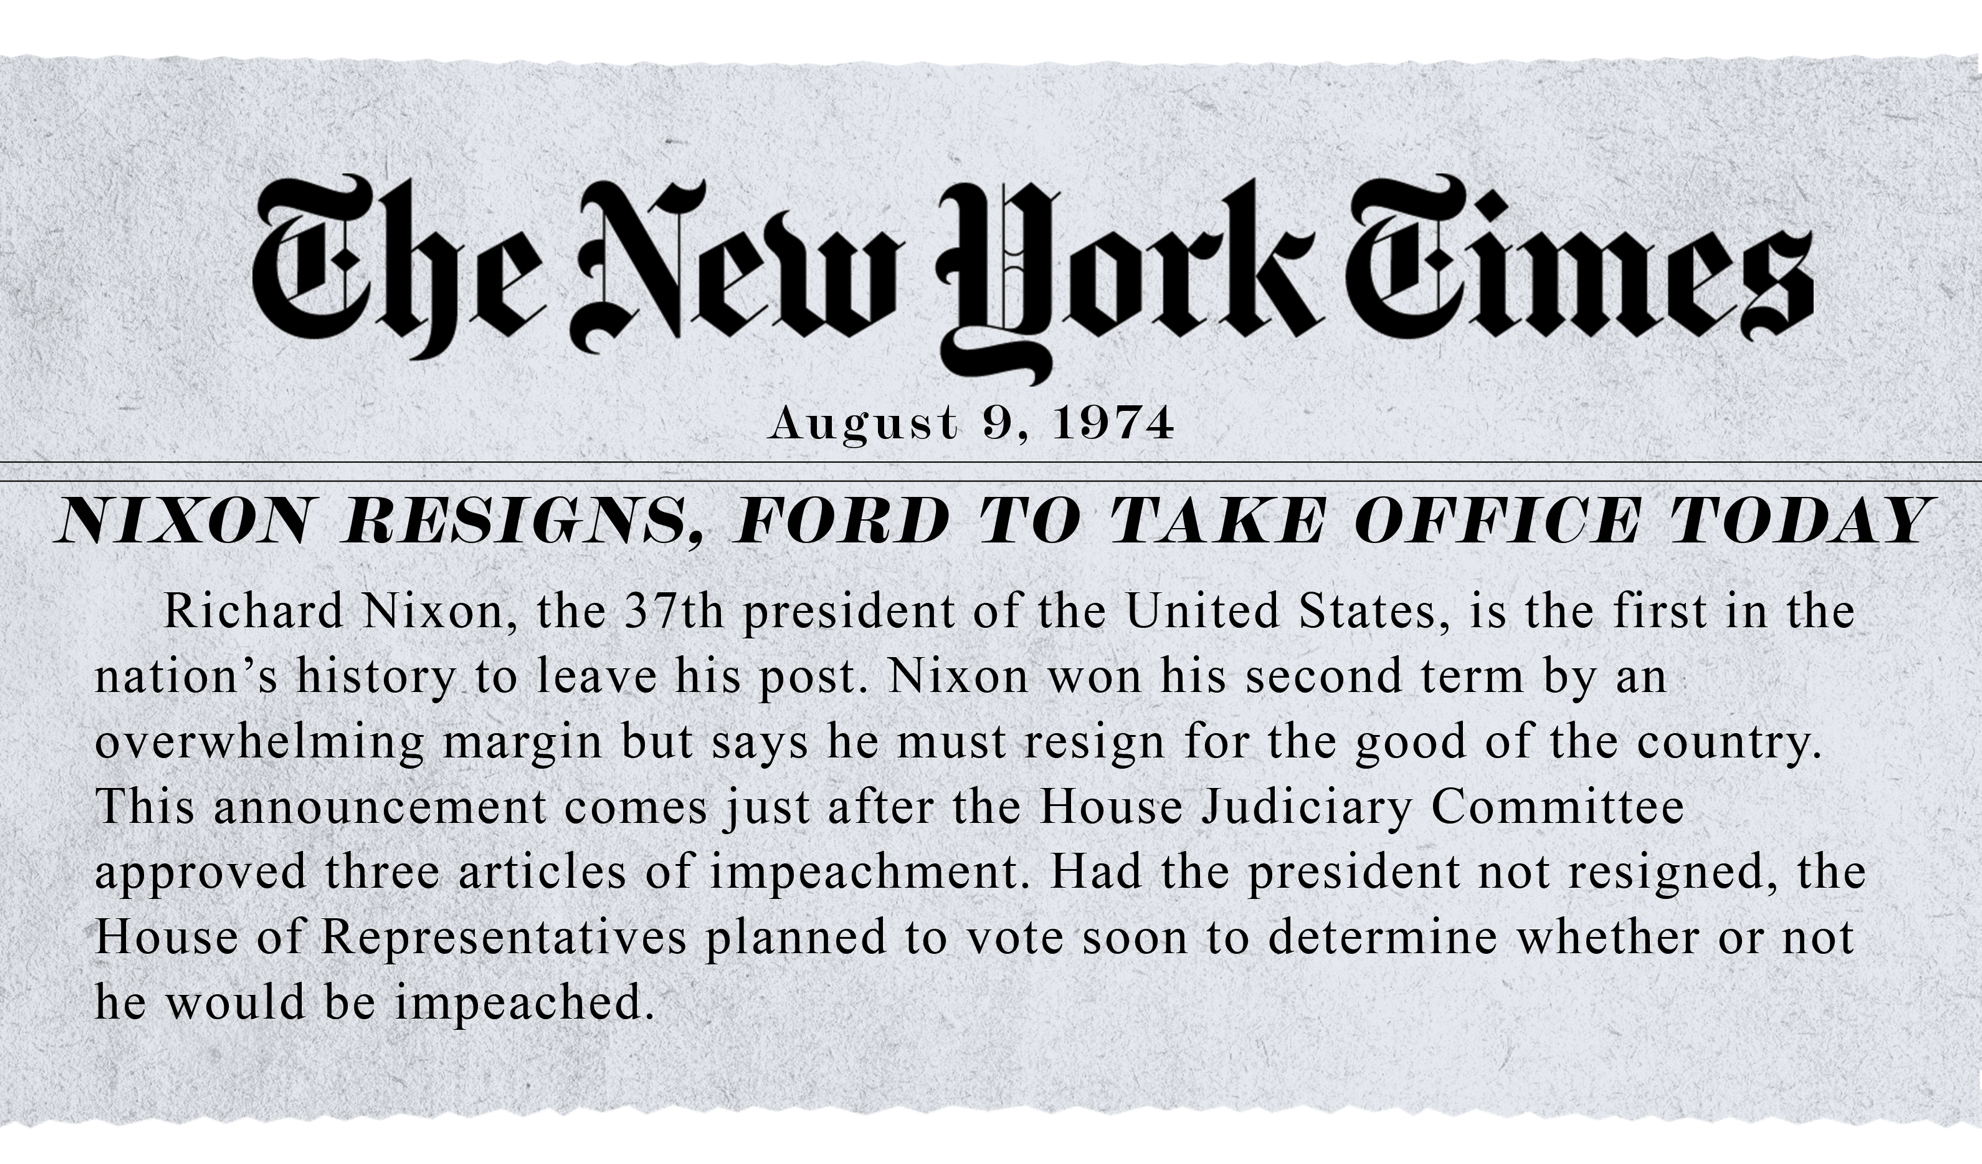 The New York Times
August 9, 1974
NIXON RESIGNS, FORD TO TAKE OFFICE TODAY
Richard Nixon, the 37th president of the United States, is the first in the
nation’s history to leave his post. Nixon won his second term by an
overwhelming margin but says he must resign for the good of the country.
This announcement comes just after the House Judiciary Committee
approved three articles of impeachment. Had the president not resigned, the
House of Representatives planned to vote soon to determine whether or not
he would be impeached.